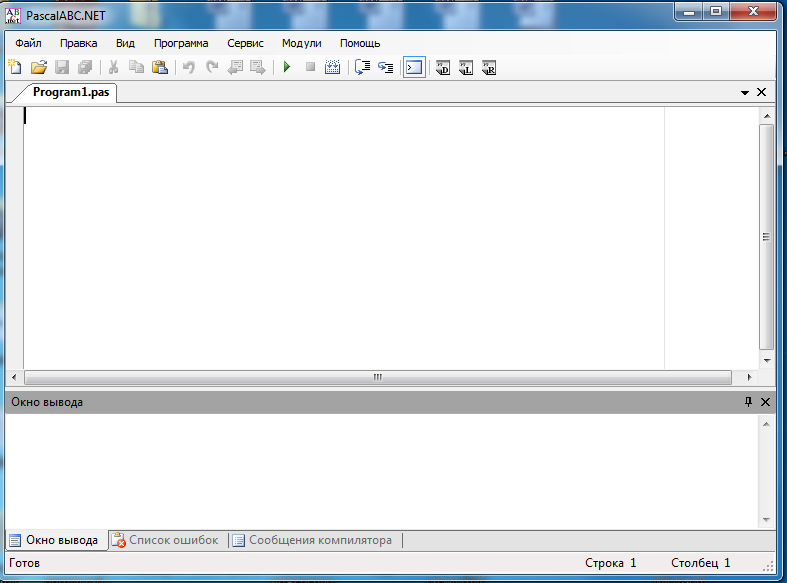 PascalABC.NET
Файл Правка Вид Программа Сервис Модули Помощь
Program1.pas
Окно вывода
Окно вывода Список ошибок Сообщения компилятора
Готов Строка 1 Столбец 1